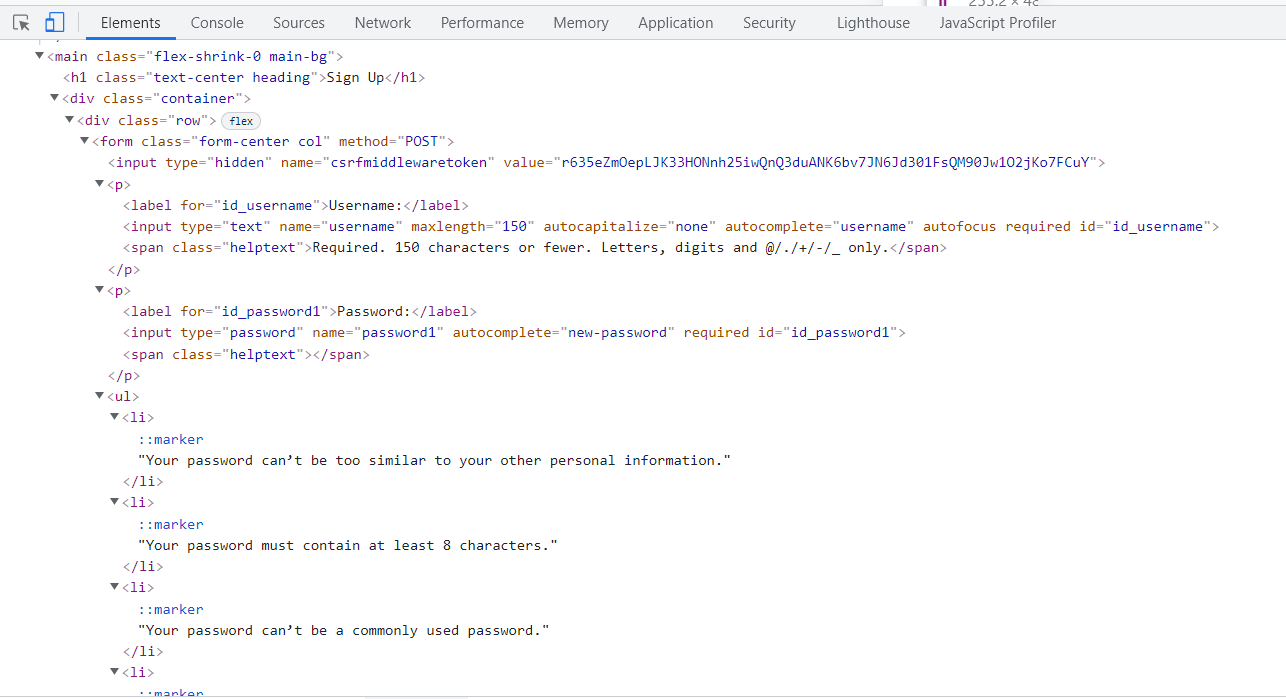 Elements Console Sources Network Performance Memory Application Security Lighthouse JavaScript Profiler
<main class="flex-shrink-0 main-bg">
<h1 class="text-center heading">Sign Up</h1>
<div class="container">
<div class="row"> flex
<form class="form-center col" method="POST">
<input type="hidden" name="csrfmiddlewaretoken" value="r635eZmOepLJK33HONnh25iwQnQ3duANK6bv7JN6Jd301FsQM90Jw1O2jKo7FCuY">
<p>
<label for="id_username">Username:</label>
<input type="text" name="username" maxlength="150" autocapitalize="none" autocomplete="username" autofocus required id="id_username">
<span class="helptext">Required. 150 characters or fewer. Letters, digits and @/./+/-/_ only.</span>
</p>
<p>
<label for="id_password1">Password:</label>
<input type="password" name="password1" autocomplete="new-password" required id="id_password1">
<span class="helptext"></span>
</p>
<ul>
<li>
::marker
"Your password can’t be too similar to your other personal information."
</li>
<li>
::marker
"Your password must contain at least 8 characters."
</li>
<li>
::marker
"Your password can’t be a commonly used password."
</li>
<li>
::marker